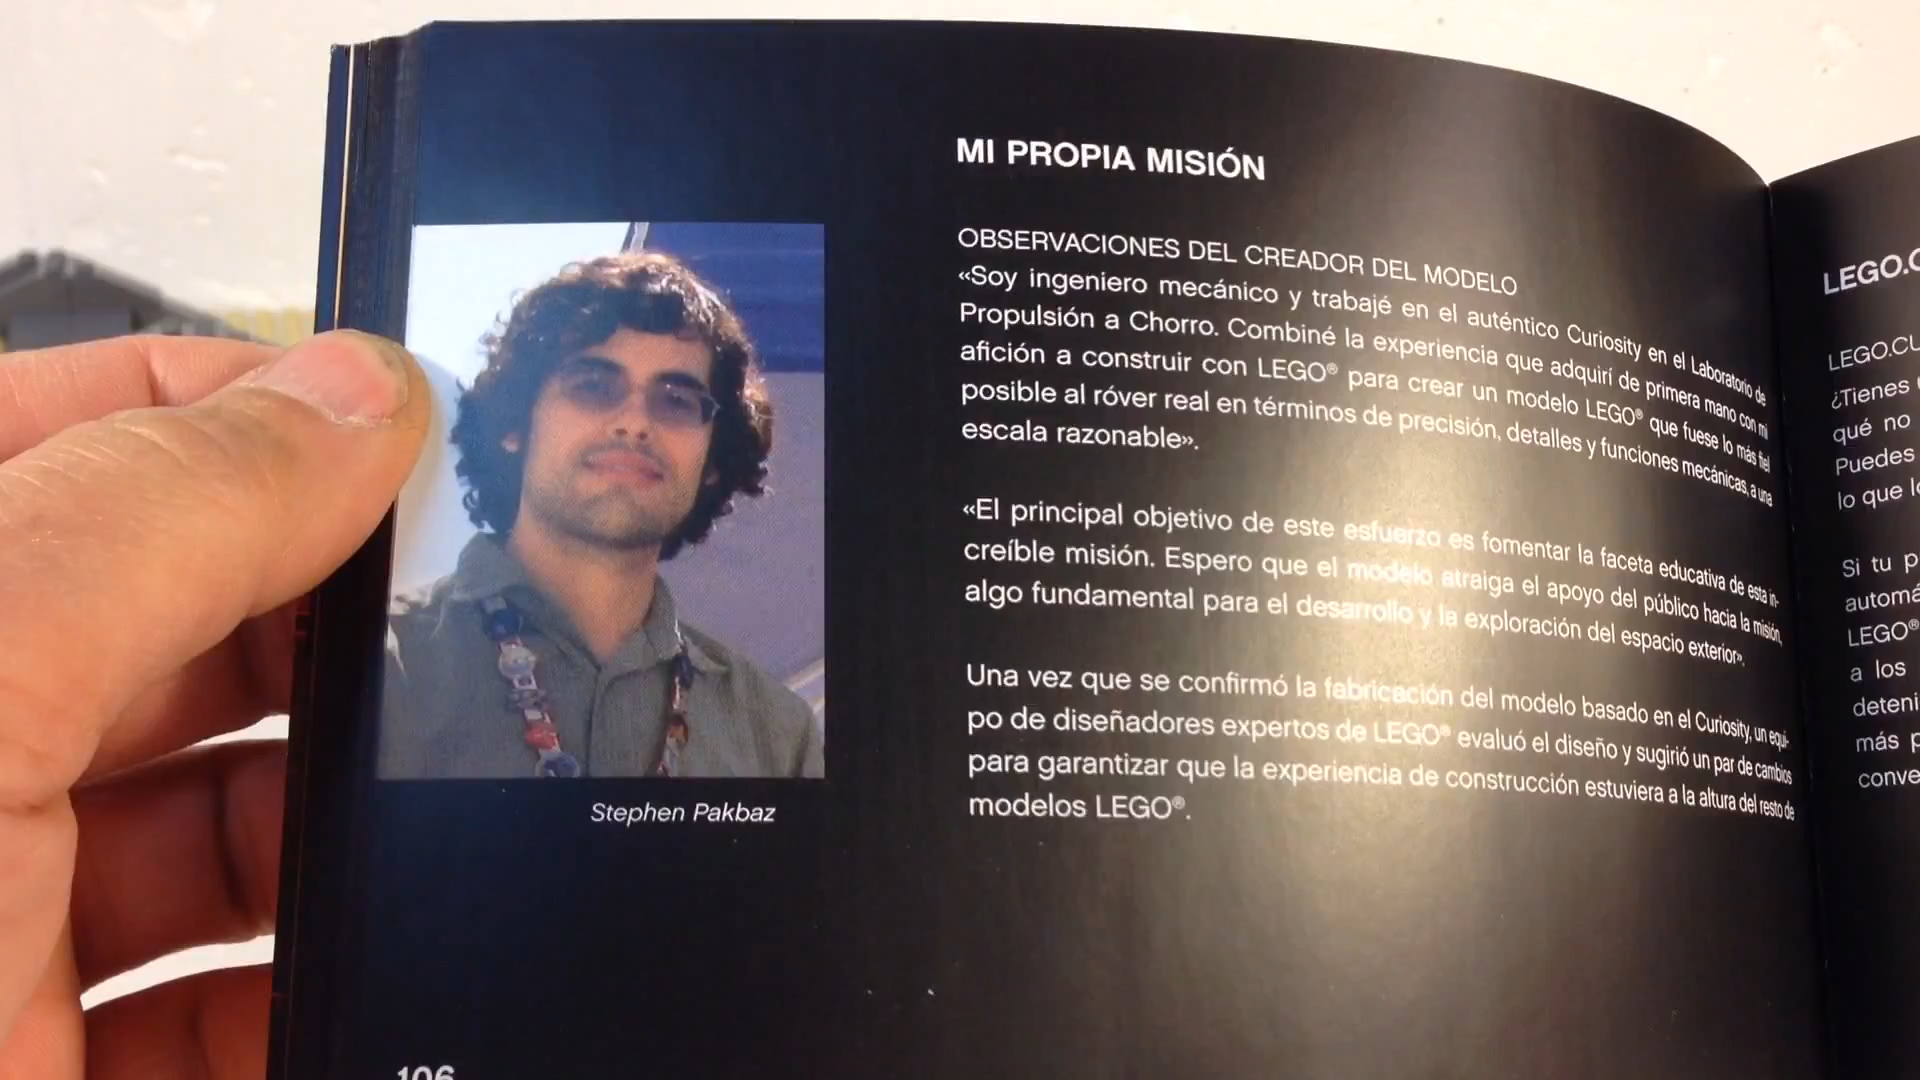 MI PROPIA MISIÓN
OBSERVACIONES DEL CREADOR DEL MODELO
«Soy ingeniero mecánico y trabajé en el auténtico Curiosity en el Laboratorio de
Propulsión a Chorro. Combiné la experiencia que adquirí de primera mano con mi
afición a construir con LEGO® para crear un modelo LEGO® que fuese lo más fiel
posible al róver real en términos de precisión, detalles y funciones mecánicas, a una
escala razonable».
«El principal objetivo de este esfuerzo es fomentar la faceta educativa de esta in-
creíble misión. Espero que el modelo atraiga el apoyo del público hacia la misión,
algo fundamental para el desarrollo y la exploración del espacio exterior».
Una vez que se confirmó la fabricación del modelo basado en el Curiosity, un equi-
po de diseñadores expertos de LEGO® evaluó el diseño y sugirió un par de cambios
para garantizar que la experiencia de construcción estuviera a la altura del resto de
modelos LEGO®.
Stephen Pakbaz
106
¿Tienes
qué no
Puedes
lo que
Si tu
LEGO®
a los
más